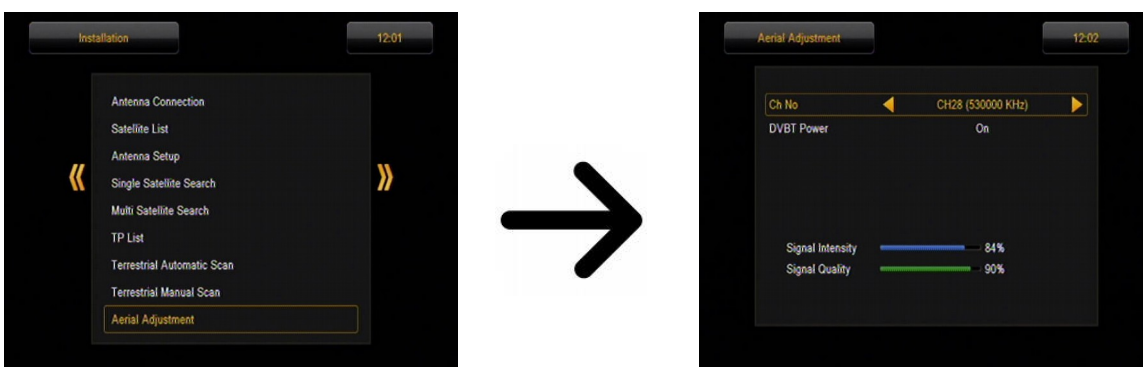 Installation 12:01
Antenna Connection
Satellite List
Antenna Setup
Single Satellite Search
Multi Satellite Search
TP List
Terrestrial Automatic Scan
Terrestrial Manual Scan
Aerial Adjustment
Aerial Adjustment 12:02
Ch No CH28 (530000 KHz)
DVBT Power On
Signal Intensity 84%
Signal Quality 90%